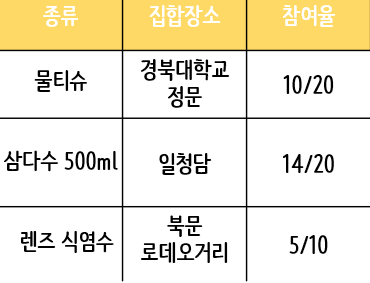 종류 집합장소 참여율
물티슈 경북대학교 정문 10/20
삼다수 500ml 일청담 14/20
렌즈 식염수 북문 로데오거리 5/10